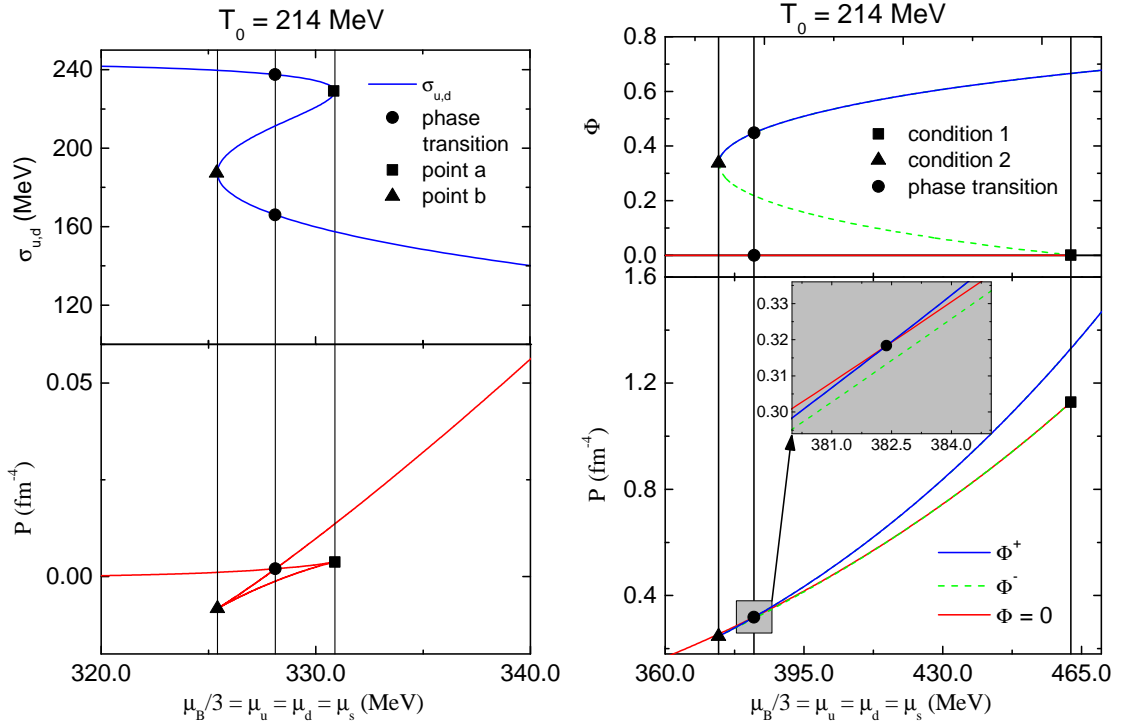 T₀ = 214 MeV
240
200
160
120
σu,d (MeV)
σu,d
phase
transition
point a
point b
0.05
0.00
P (fm⁻⁴)
320.0 330.0 340.0
μB/3 = μu = μd = μs (MeV)
T₀ = 214 MeV
0.8
0.6
0.4
0.2
0.0
Φ
condition 1
condition 2
phase transition
1.6
1.2
0.8
0.4
P (fm⁻⁴)
0.33
0.32
0.31
0.30
381.0 382.5 384.0
Φ⁺
Φ⁻
Φ = 0
360 395 430 465
μB/3 = μu = μd = μs (MeV)